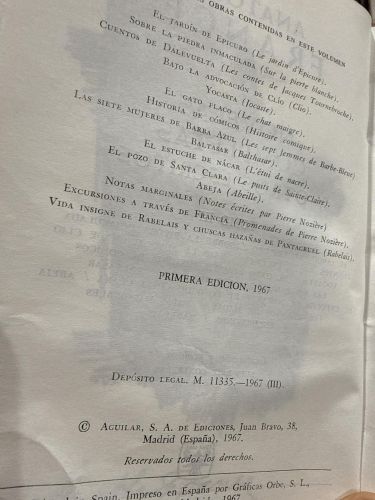 OBRAS CONTENIDAS EN ESTE VOLUMEN
EL JARDÍN DE EPICURO (Le jardin d'Epicure).
SOBRE LA PIEDRA INMACULADA (Sur la pierre blanche).
CUENTOS DE DALEVUELTA (Les contes de Jacques Tournebroche).
BAJO LA ADVOCACIÓN DE CLÍO (Clio).
YOCASTA (Jocaste).
EL GATO FLACO (Le chat maigre).
HISTORIA DE CÓMICOS (Histoire comique).
LAS SIETE MUJERES DE BARBA AZUL (Les sept femmes de Barbe-Bleue)
BALTASAR (Balthasar).
EL ESTUCHE DE NÁCAR (L'étui de nacre).
EL POZO DE SANTA CLARA (Le puits de Sainte-Claire).
ABEJA (Abeille).
NOTAS MARGINALES (Notes écrites par Pierre Nozière)
EXCURSIONES A TRAVÉS DE FRANCIA (Promenades de Pierre Nozière).
VIDA INSIGNE DE RABELAIS Y CHUSCAS HAZAÑAS DE PANTAGRUEL (Rabelais).
PRIMERA EDICION, 1967
DEPÓSITO LEGAL. M. 11335.—1967 (III).
© AGUILAR, S. A. DE EDICIONES, Juan Bravo, 38,
Madrid (España), 1967.
Reservados todos los derechos.
in Spain. Impreso en España por Gráficas Orbe, S. L.,
1967